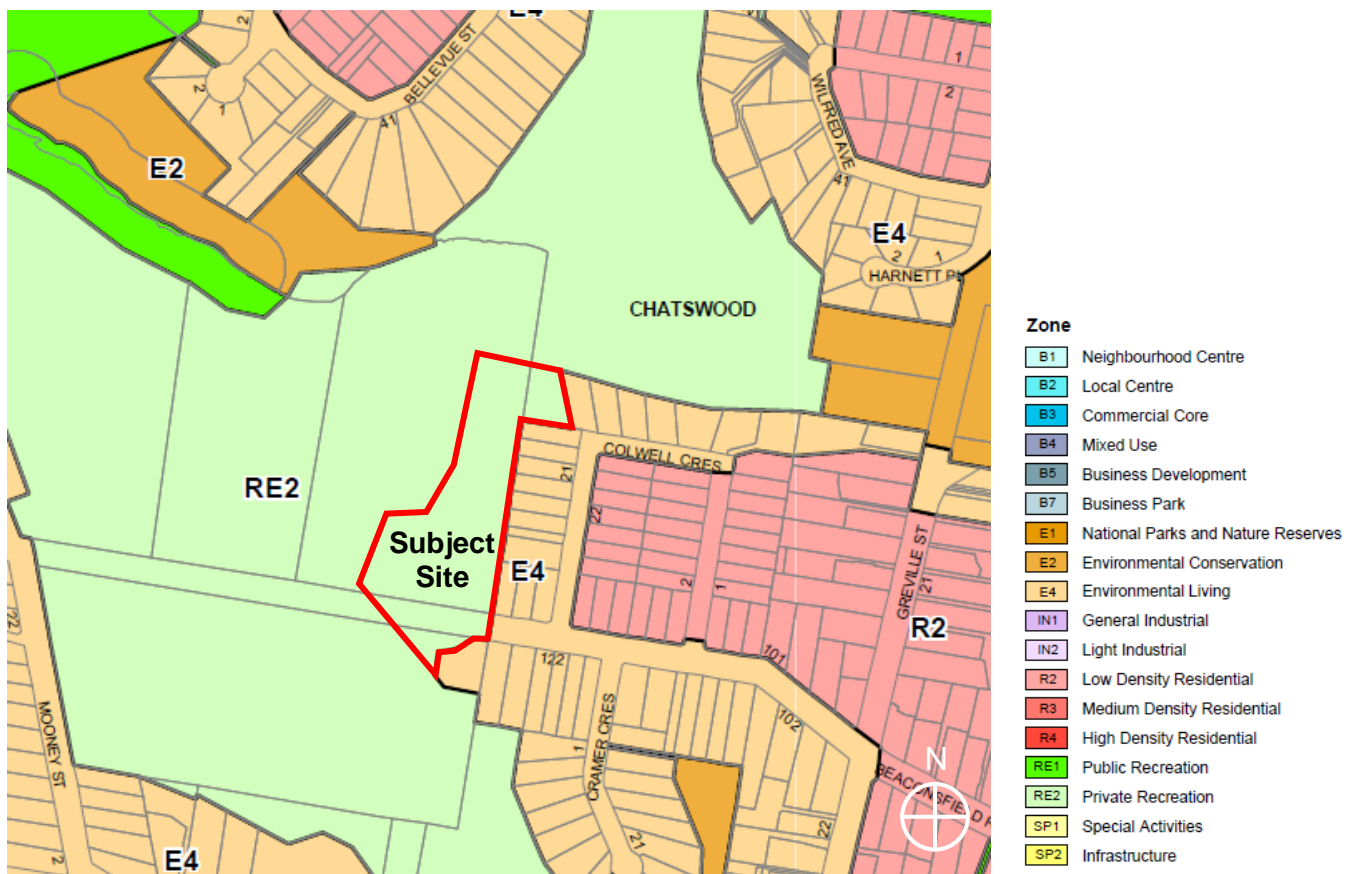 E4
2
BELLEVUE ST
1
2
2
1
41
WILFRED AVE
E2
41
E4
2
1
HARNETT PL
CHATSWOOD
Zone
B1 Neighbourhood Centre
B2 Local Centre
B3 Commercial Core
B4 Mixed Use
B5 Business Development
B7 Business Park
E1 National Parks and Nature Reserves
E2 Environmental Conservation
E4 Environmental Living
IN1 General Industrial
IN2 Light Industrial
R2 Low Density Residential
R3 Medium Density Residential
R4 High Density Residential
RE1 Public Recreation
RE2 Private Recreation
SP1 Special Activities
SP2 Infrastructure
COLWELL CRES
21
RE2
22
Subject
Site
E4
2
1
GREVILLE ST
21
R2
22
122
101
MOONEY ST
102
CRAMER CRES
1
N
BEACONSFIELD
22
21
2
E4